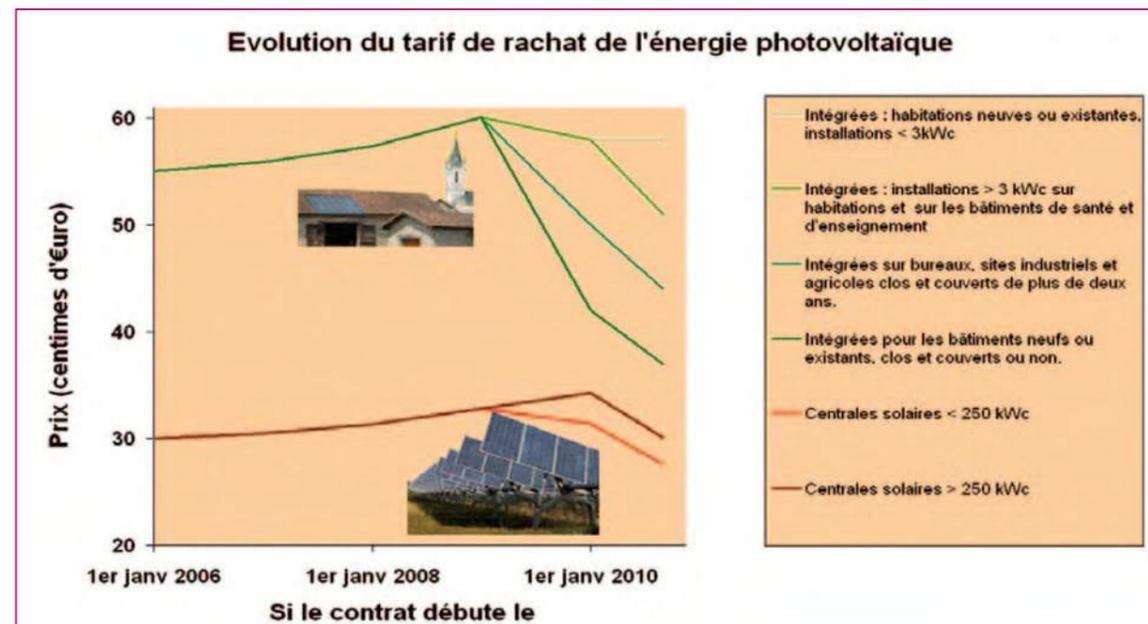 Evolution du tarif de rachat de l'énergie photovoltaïque
Prix (centimes d'€uro)
60
50
40
30
20
1er janv 2006
1er janv 2008
1er janv 2010
Si le contrat débute le
Intégrées : habitations neuves ou existantes,
installations < 3kWc
Intégrées : installations > 3 kWc sur
habitations et sur les bâtiments de santé et
d'enseignement
Intégrées sur bureaux, sites industriels et
agricoles clos et couverts de plus de deux
ans.
Intégrées pour les bâtiments neufs ou
existants, clos et couverts ou non.
Centrales solaires < 250 kWc
Centrales solaires > 250 kWc